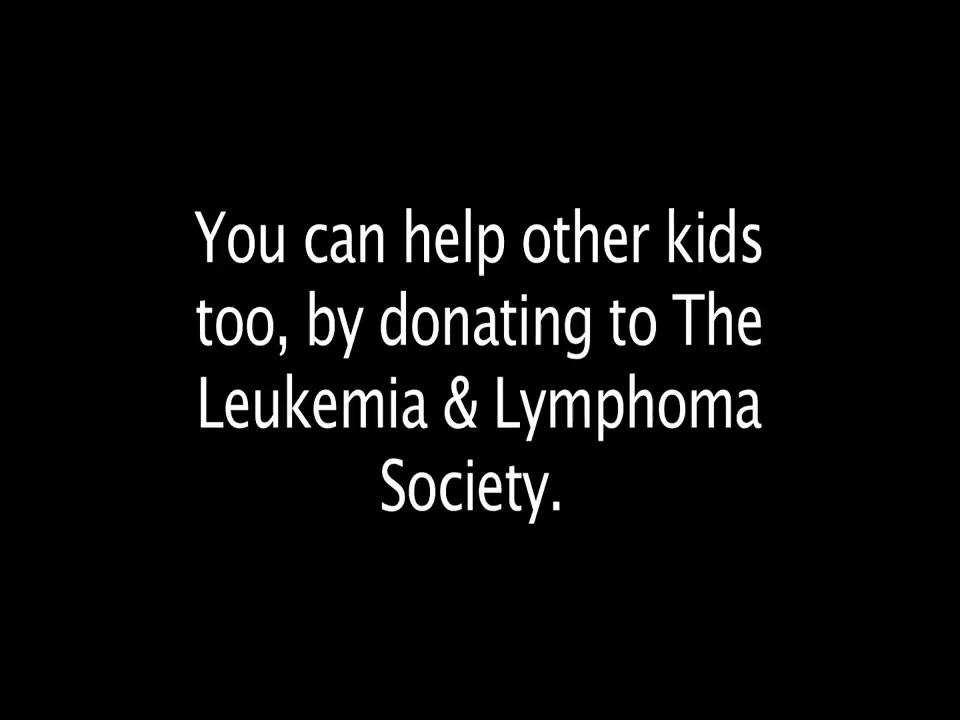 You can help other kids
too, by donating to The
Leukemia & Lymphoma
Society.